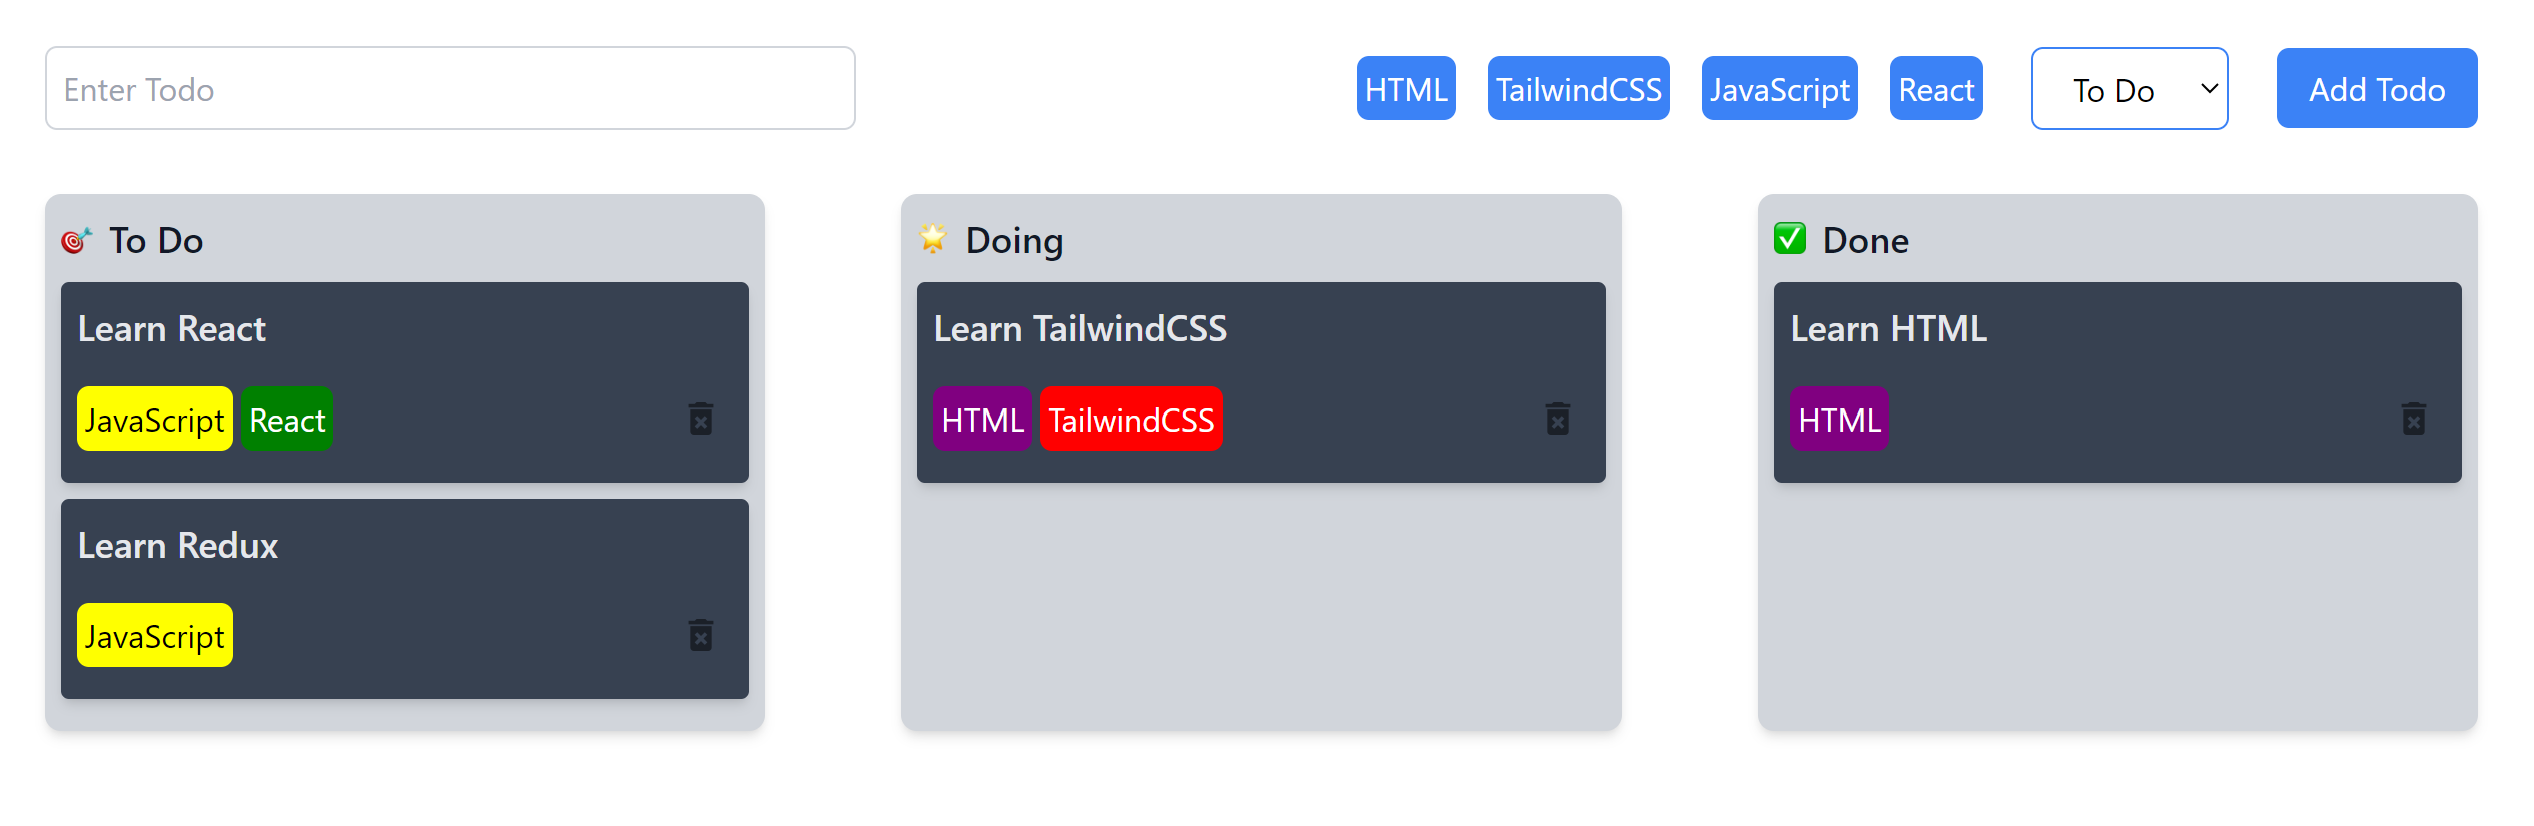 Enter Todo
HTML TailwindCSS JavaScript React To Do Add Todo
To Do
Learn React
JavaScript React
Learn Redux
JavaScript
Doing
Learn TailwindCSS
HTML TailwindCSS
Done
Learn HTML
HTML